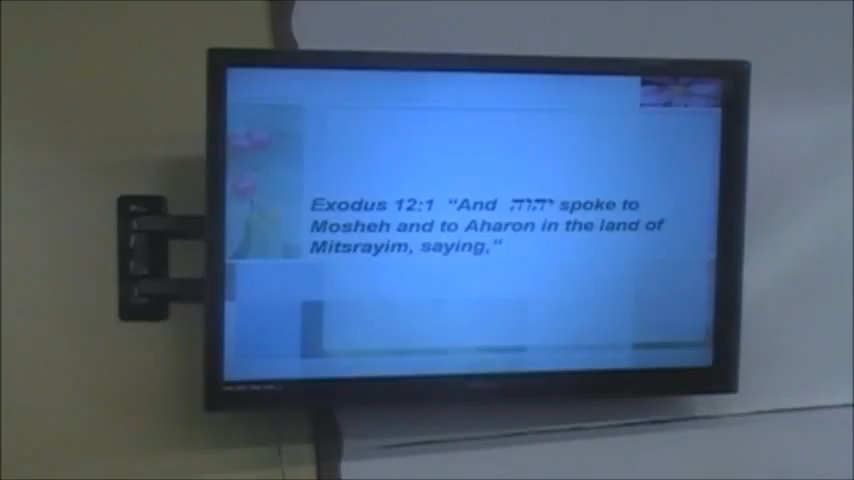 Exodus 12:1 “And יהוה spoke to
Mosheh and to Aharon in the land of
Mitsrayim, saying,“